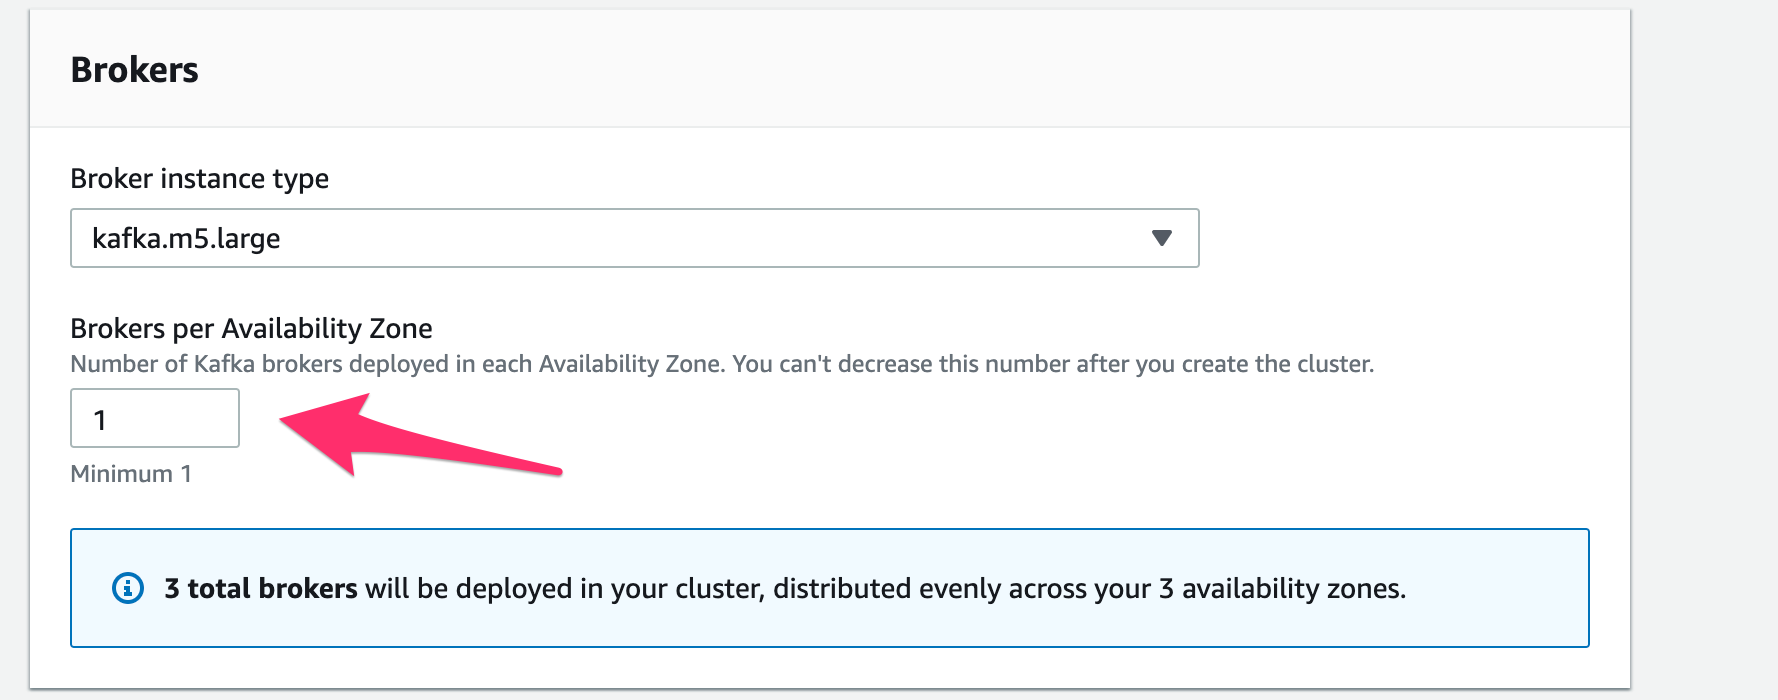 Brokers
Broker instance type
kafka.m5.large
Brokers per Availability Zone
Number of Kafka brokers deployed in each Availability Zone. You can't decrease this number after you create the cluster.
1
Minimum 1
3 total brokers will be deployed in your cluster, distributed evenly across your 3 availability zones.